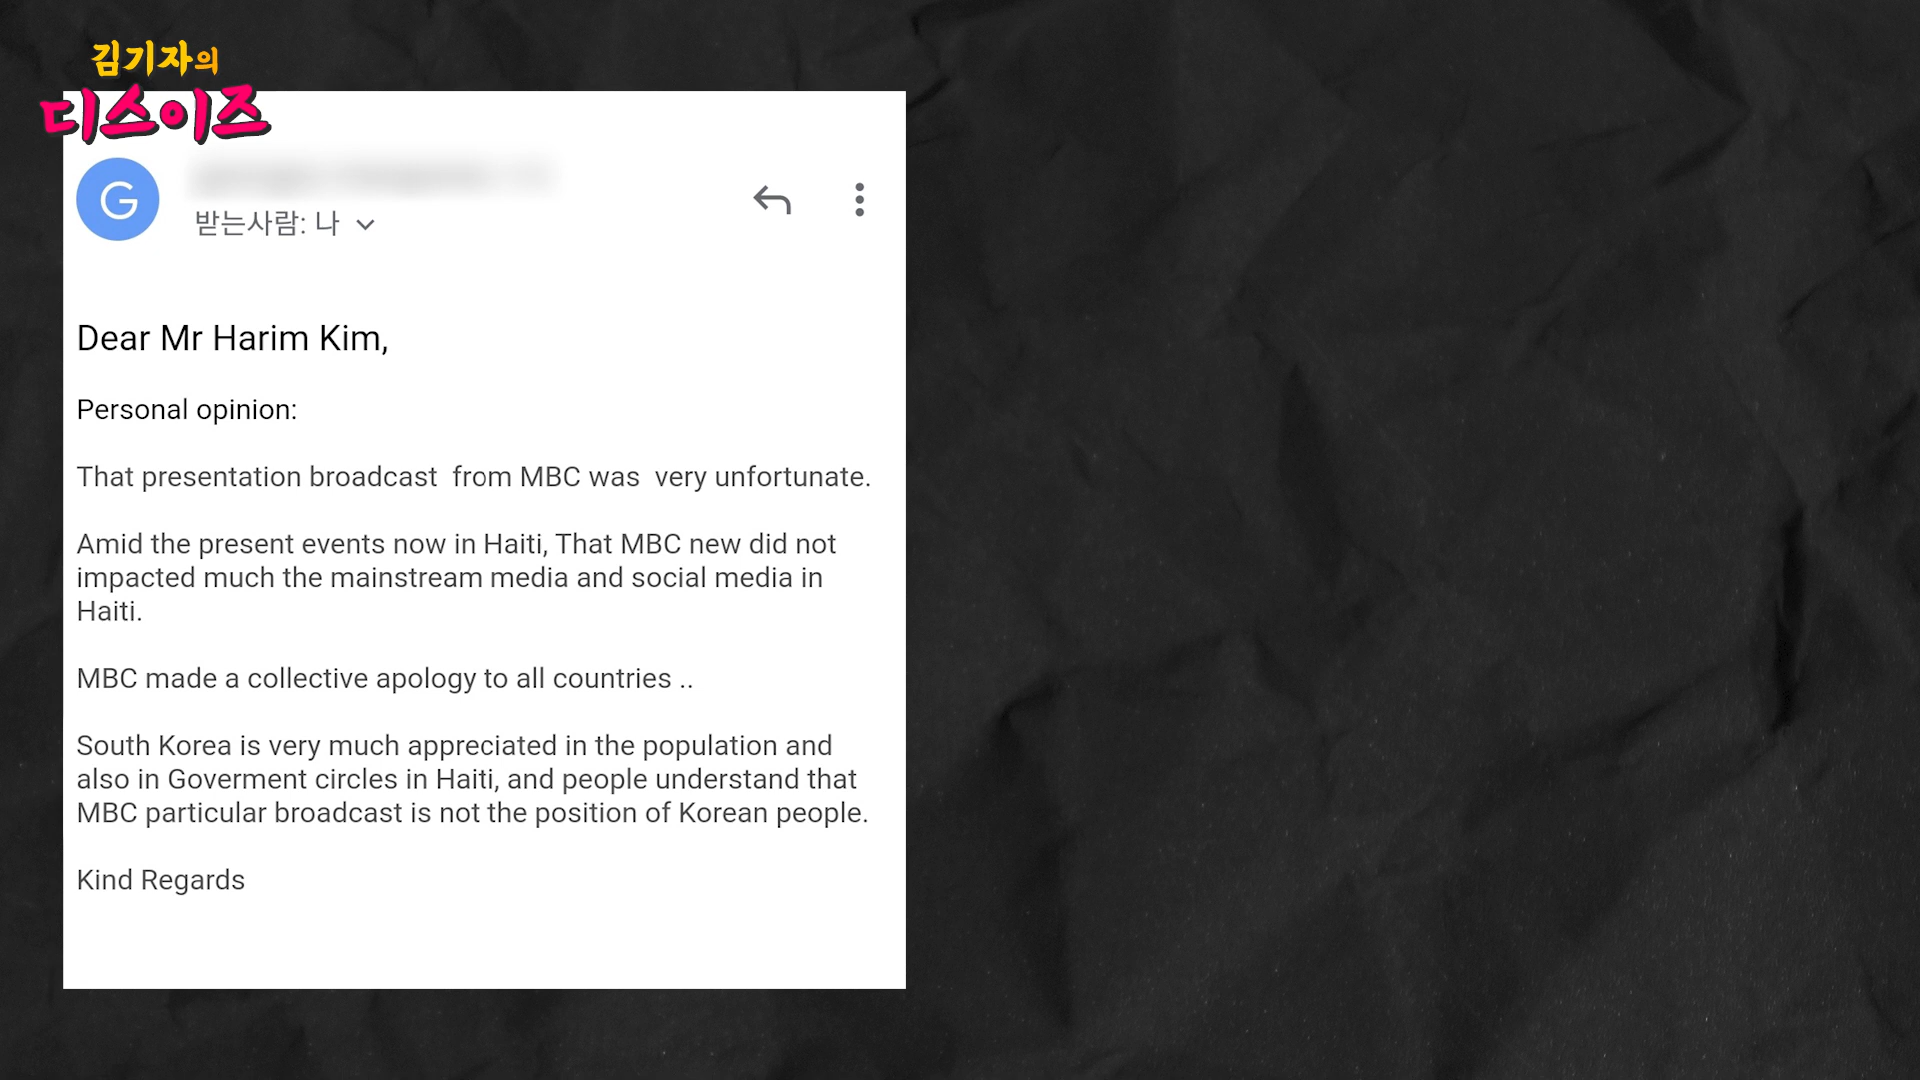 김기자의
디스이즈
G
받는사람: 나
Dear Mr Harim Kim,
Personal opinion:
That presentation broadcast  from MBC was  very unfortunate.
Amid the present events now in Haiti, That MBC new did not
impacted much the mainstream media and social media in
Haiti.
MBC made a collective apology to all countries ..
South Korea is very much appreciated in the population and
also in Goverment circles in Haiti, and people understand that
MBC particular broadcast is not the position of Korean people.
Kind Regards